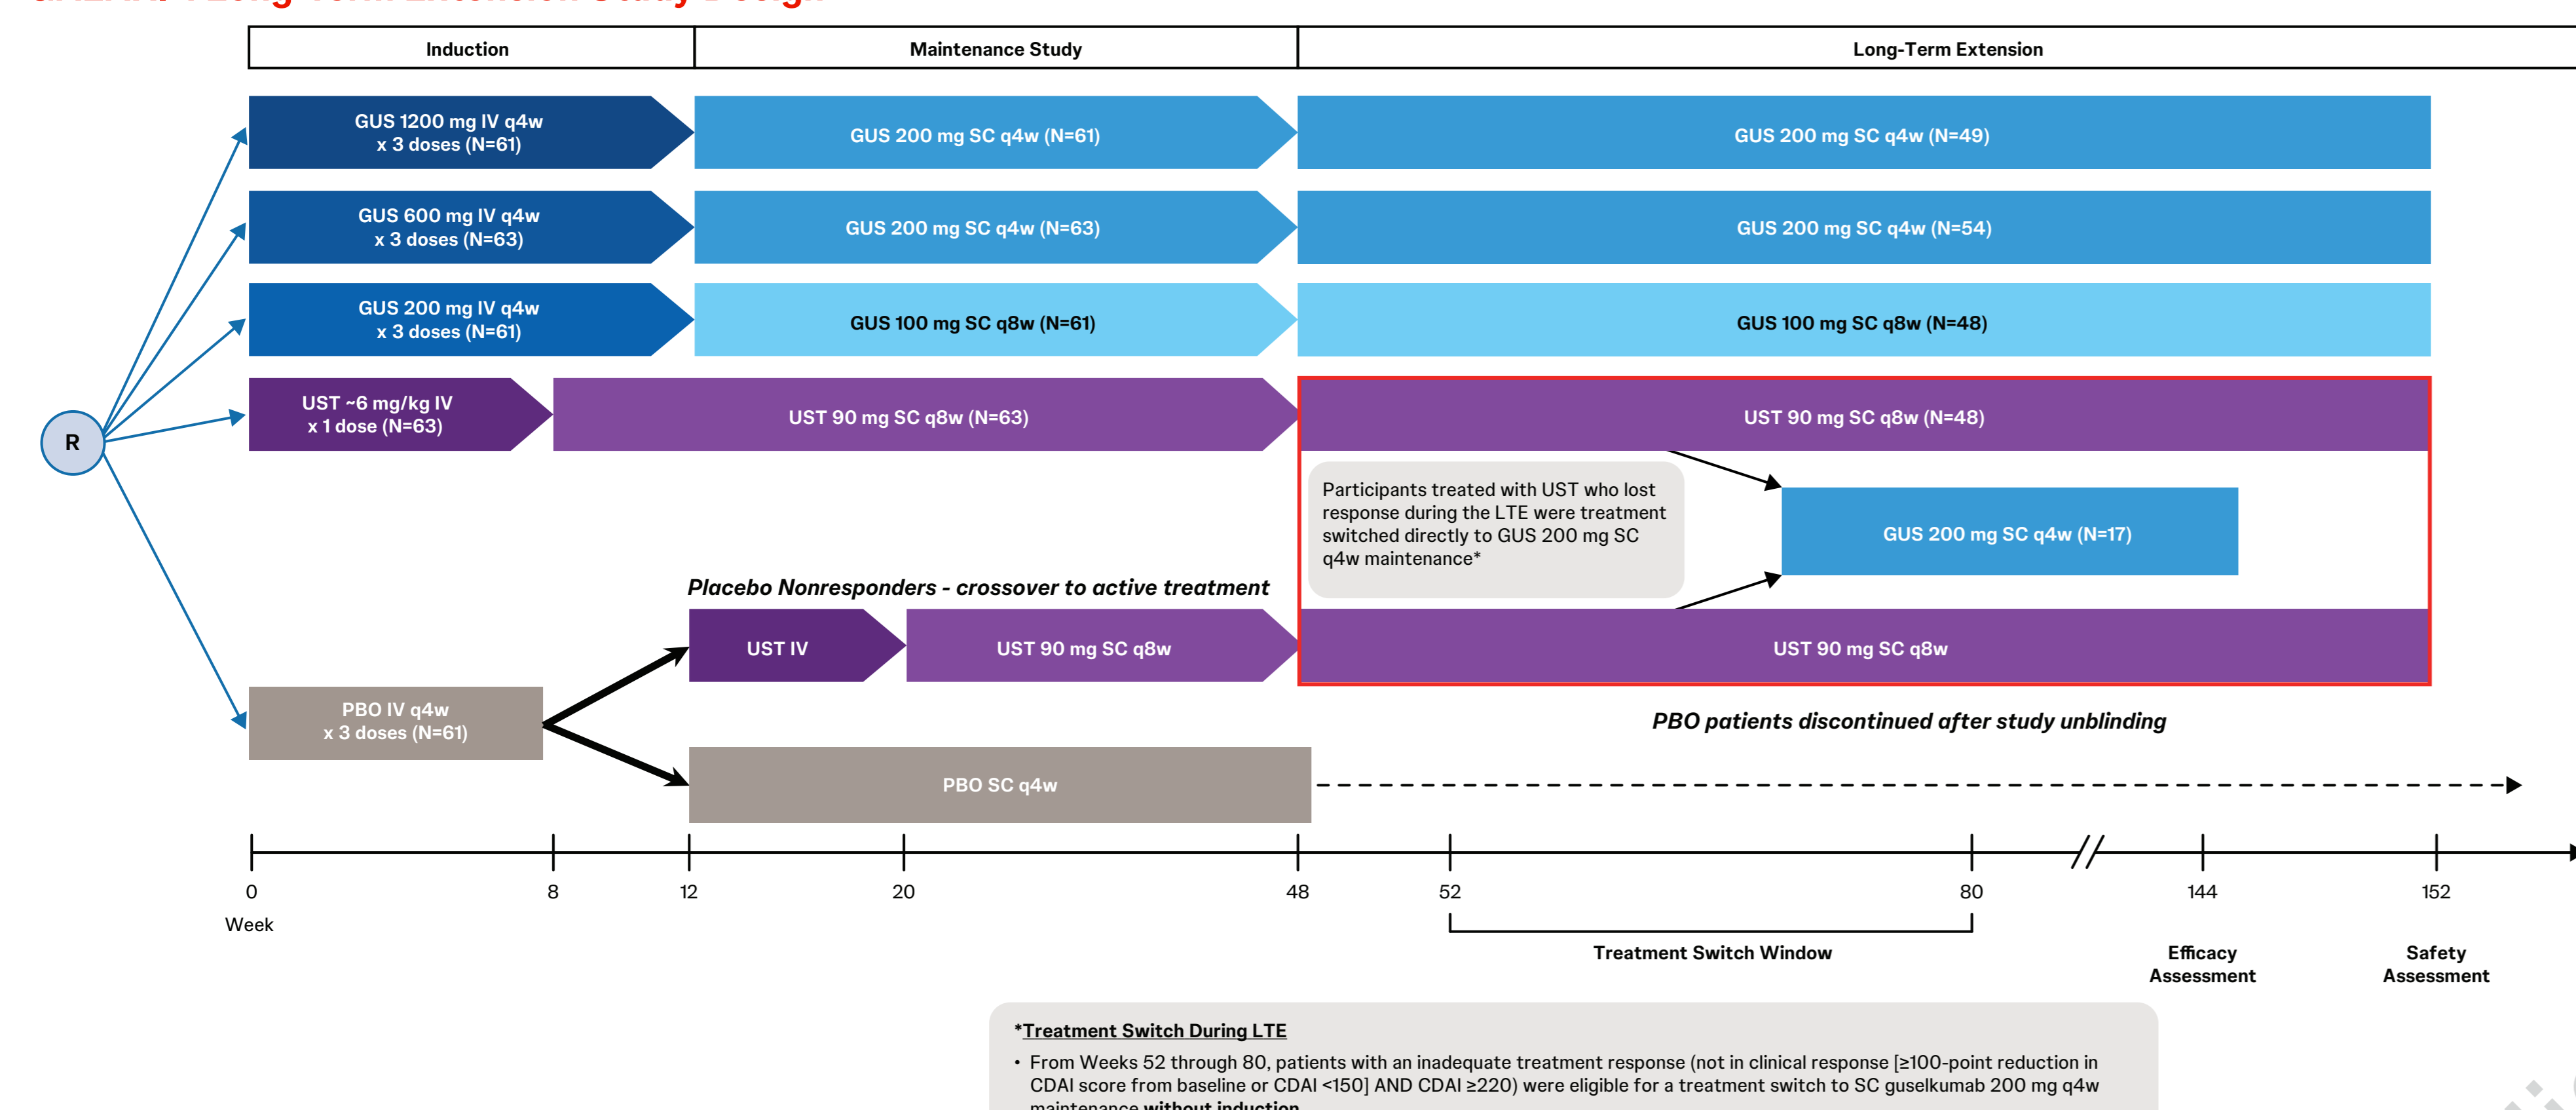 Long-Term Extension Study Design
Induction
Maintenance Study
Long-Term Extension
GUS 1200 mg IV q4w
x 3 doses (N=61)
GUS 200 mg SC q4w (N=61)
GUS 200 mg SC q4w (N=49)
GUS 600 mg IV q4w
x 3 doses (N=63)
GUS 200 mg SC q4w (N=63)
GUS 200 mg SC q4w (N=54)
GUS 200 mg IV q4w
x 3 doses (N=61)
GUS 100 mg SC q8w (N=61)
GUS 100 mg SC q8w (N=48)
UST ~6 mg/kg IV
x 1 dose (N=63)
UST 90 mg SC q8w (N=63)
UST 90 mg SC q8w (N=48)
R
Participants treated with UST who lost
response during the LTE were treatment
switched directly to GUS 200 mg SC
q4w maintenance*
GUS 200 mg SC q4w (N=17)
Placebo Nonresponders - crossover to active treatment
UST IV
UST 90 mg SC q8w
UST 90 mg SC q8w
PBO IV q4w
x 3 doses (N=61)
PBO patients discontinued after study unblinding
PBO SC q4w
0
8
12
20
48
52
80
144
152
Week
Treatment Switch Window
Efficacy
Assessment
Safety
Assessment
*Treatment Switch During LTE
• From Weeks 52 through 80, patients with an inadequate treatment response (not in clinical response [≥100-point reduction in
CDAI score from baseline or CDAI <150] AND CDAI ≥220) were eligible for a treatment switch to SC guselkumab 200 mg q4w
maintenance without induction